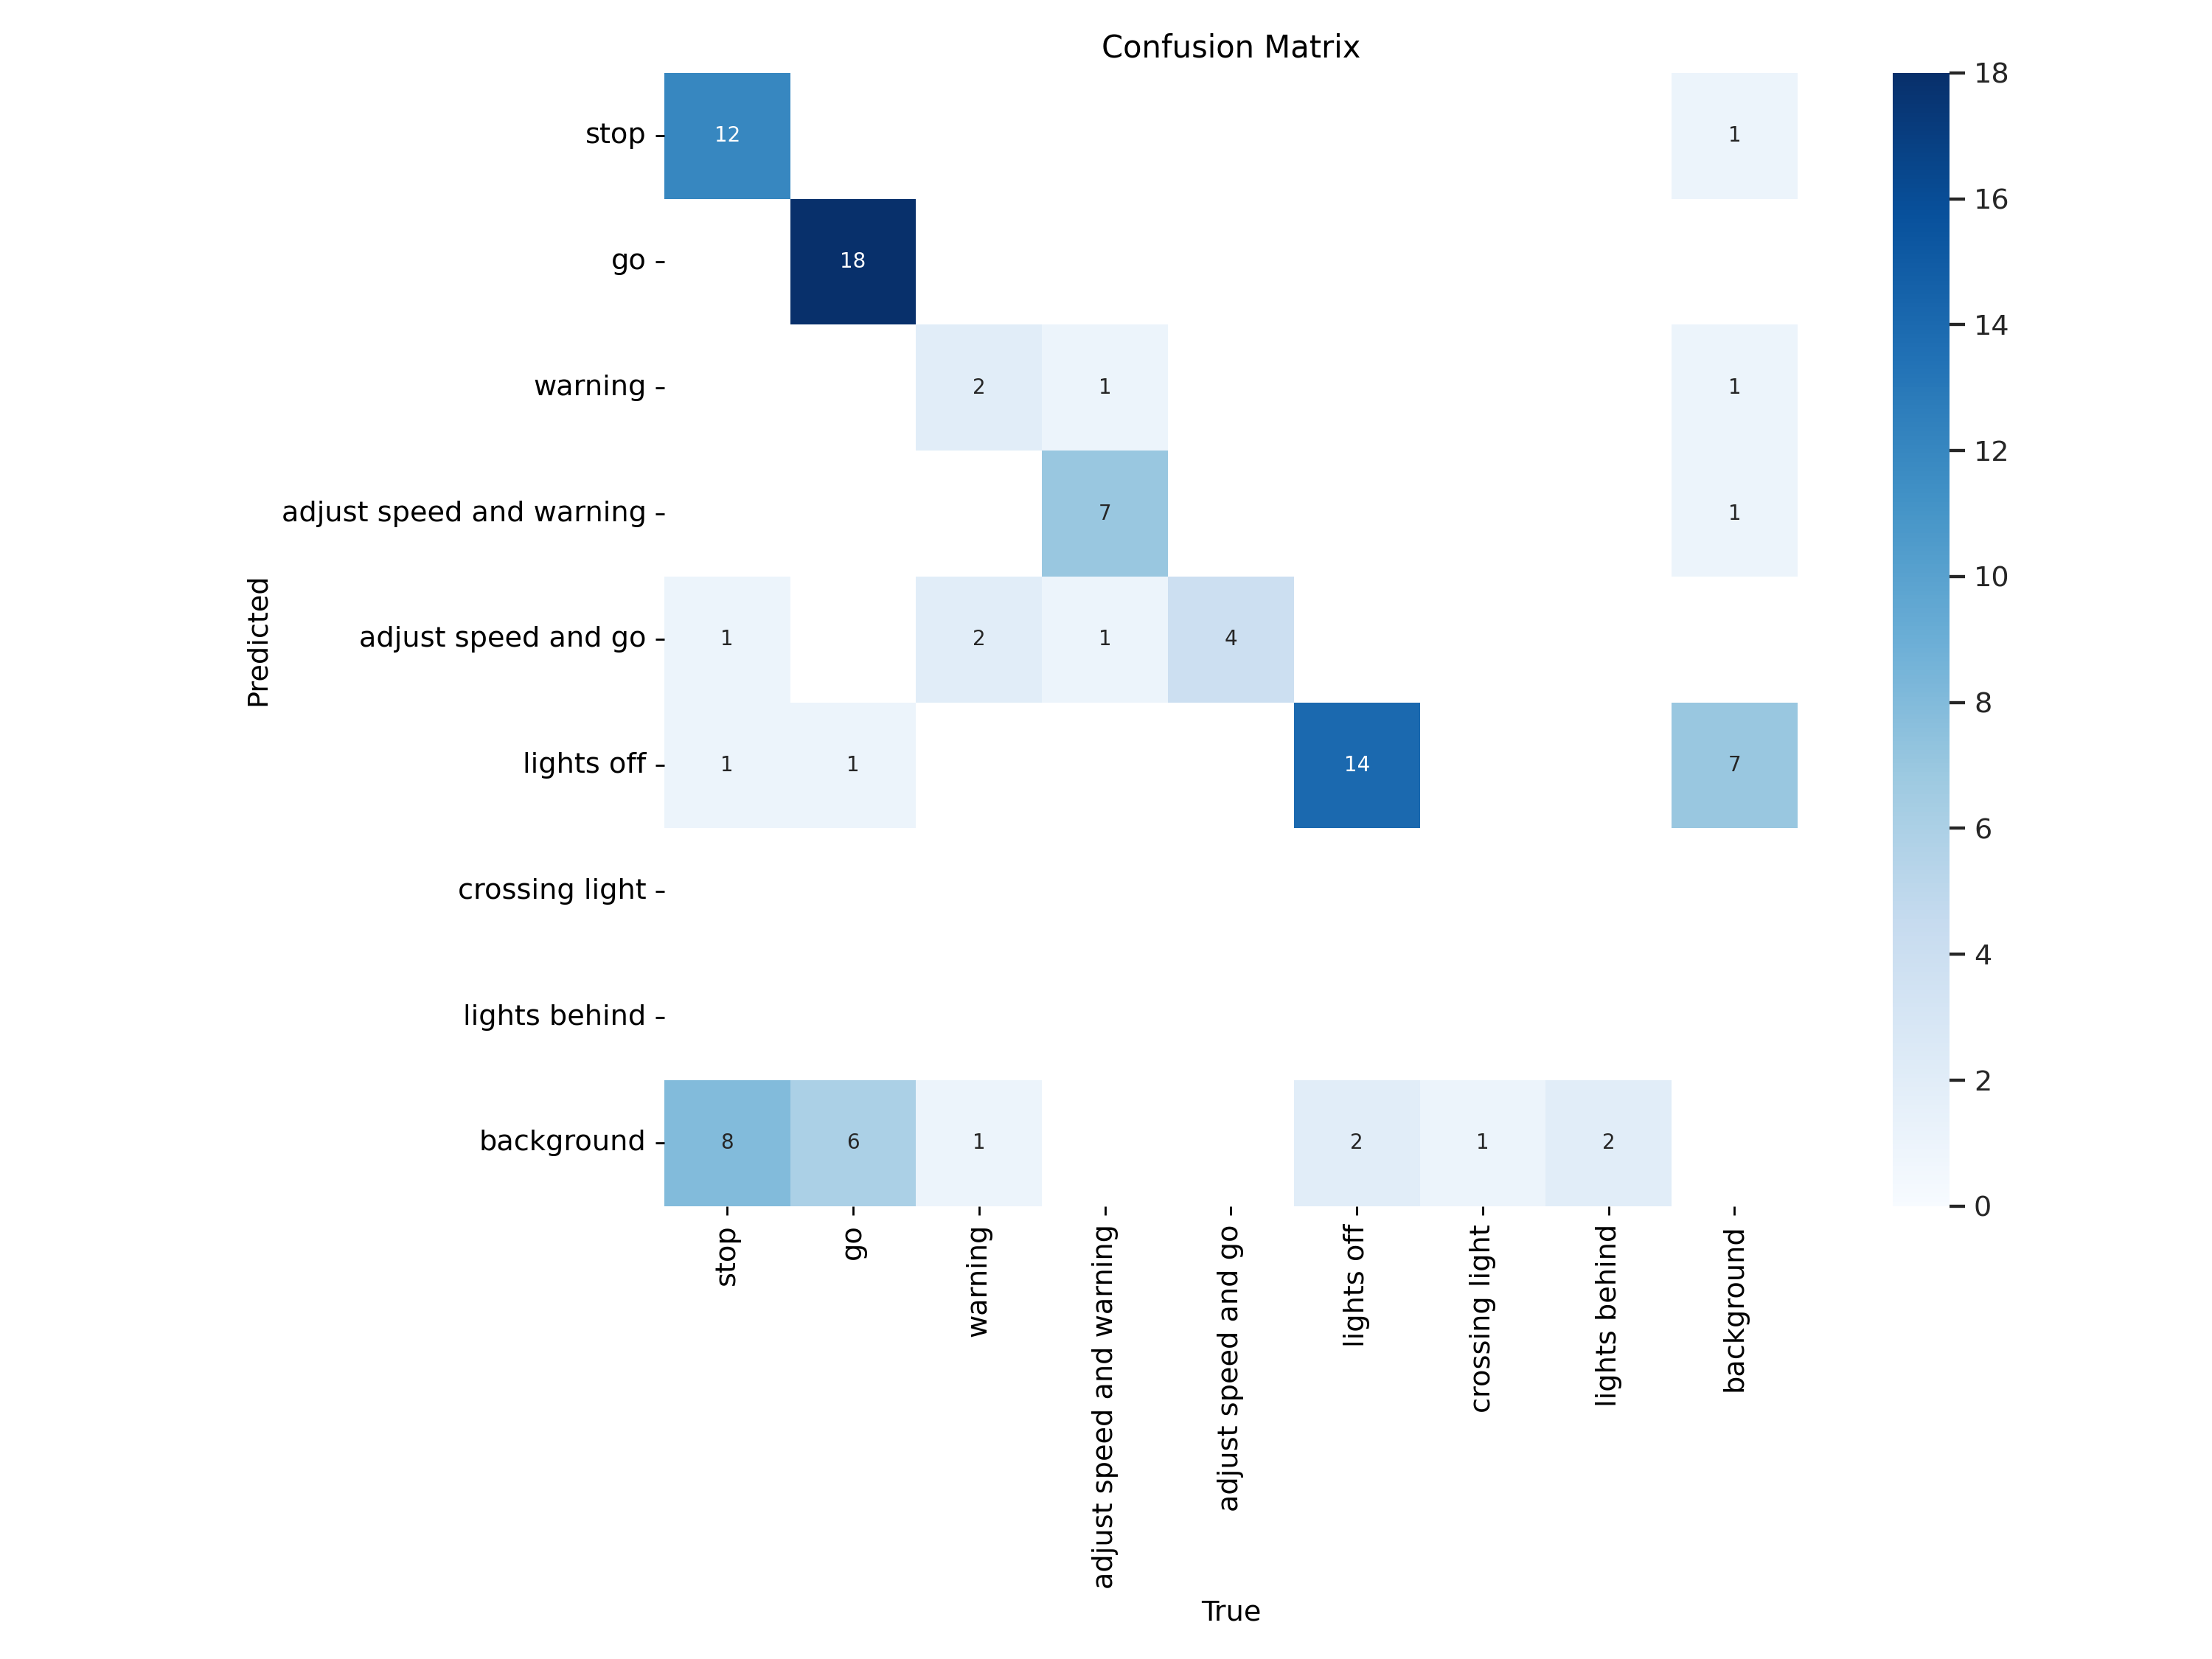 Confusion Matrix
stop
12
1
go
18
warning
2
1
1
adjust speed and warning
7
1
adjust speed and go
1
2
1
4
lights off
1
1
14
7
crossing light
lights behind
background
8
6
1
2
1
2
Predicted
stop
go
warning
adjust speed and warning
adjust speed and go
lights off
crossing light
lights behind
background
True
18
16
14
12
10
8
6
4
2
0